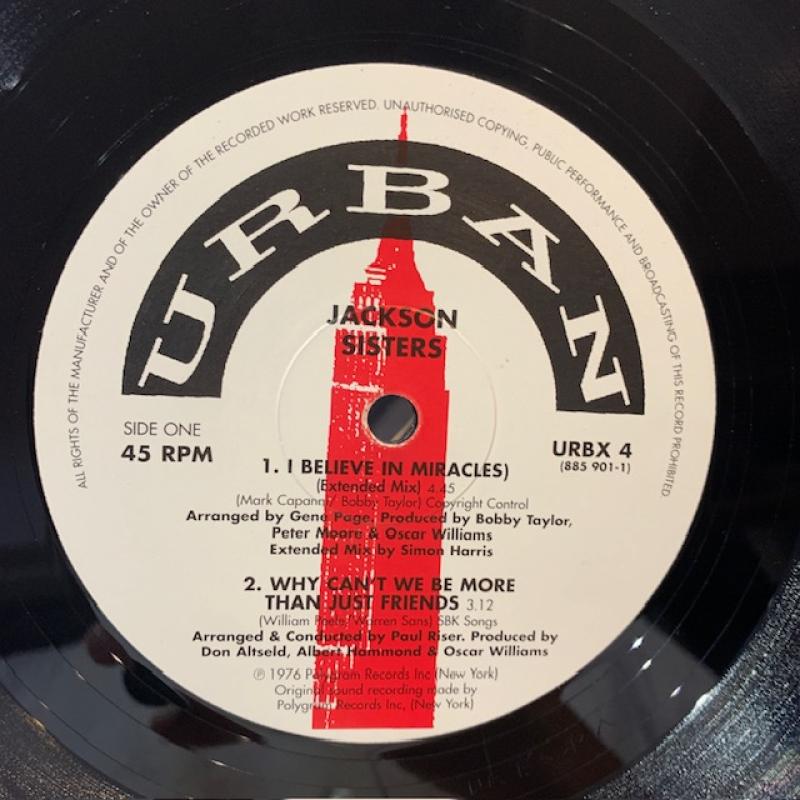 ALL RIGHTS OF THE MANUFACTURER AND OF THE OWNER OF THE RECORDED WORK RESERVED. UNAUTHORISED COPYING, PUBLIC PERFORMANCE AND BROADCASTING OF THIS RECORD PROHIBITED
URBAN
JACKSON
SISTERS
SIDE ONE
45 RPM
URBX 4
(885 901-1)
1. I BELIEVE IN MIRACLES)
(Extended Mix) 4.45
(Mark Capanni/ Bobby Taylor) Copyright Control
Arranged by Gene Page, Produced by Bobby Taylor,
Peter Moore & Oscar Williams
Extended Mix by Simon Harris
2. WHY CAN'T WE BE MORE
THAN JUST FRIENDS 3.12
(William Peele/Warren Sans) SBK Songs
Arranged & Conducted by Paul Riser. Produced by
Don Altseld, Albert Hammond & Oscar Williams
℗ 1976 Polygram Records Inc (New York)
Original sound recording made by
Polygram Records Inc, (New York)